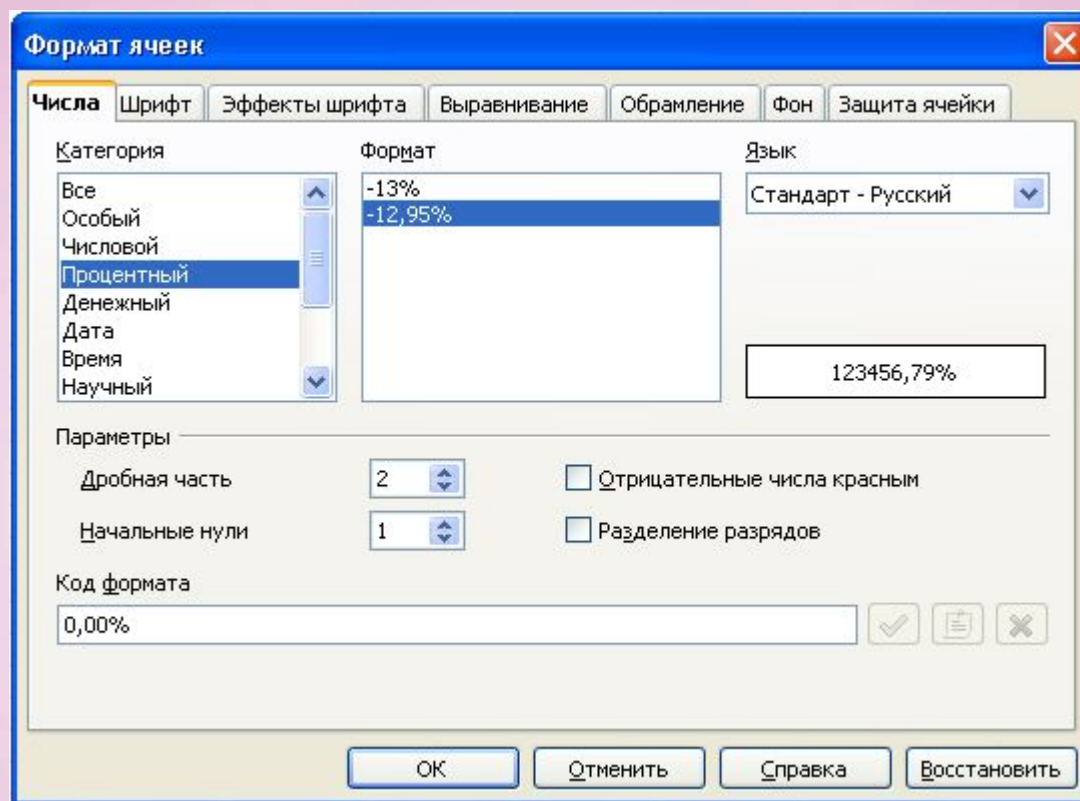 Формат ячеек
Числа Шрифт Эффекты шрифта Выравнивание Обрамление Фон Защита ячейки
Категория Формат Язык
Все -13% Стандарт - Русский
Особый -12,95%
Числовой
Процентный
Денежный
Дата
Время 123456,79%
Научный
Параметры
Дробная часть 2 Отрицательные числа красным
Начальные нули 1 Разделение разрядов
Код формата
0,00%
ОК Отменить Справка Восстановить